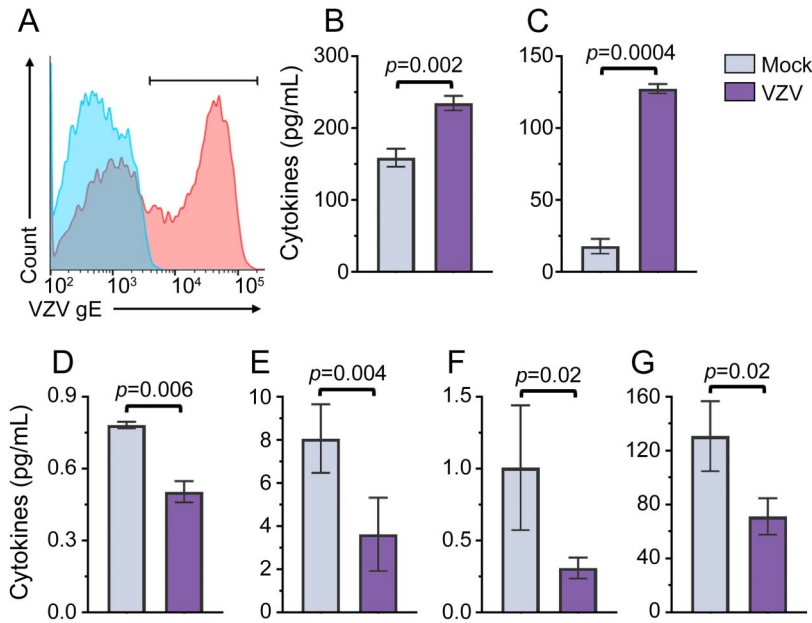 A
Count
10² 10³ 10⁴ 10⁵
VZV gE
B
Cytokines (pg/mL)
300
200
100
0
p=0.002
C
150
100
50
0
p=0.0004
Mock
VZV
D
Cytokines (pg/mL)
0.9
0.6
0.3
0.0
p=0.006
E
10
8
6
4
2
0
p=0.004
F
1.5
1.0
0.5
0.0
p=0.02
G
160
120
80
40
0
p=0.02